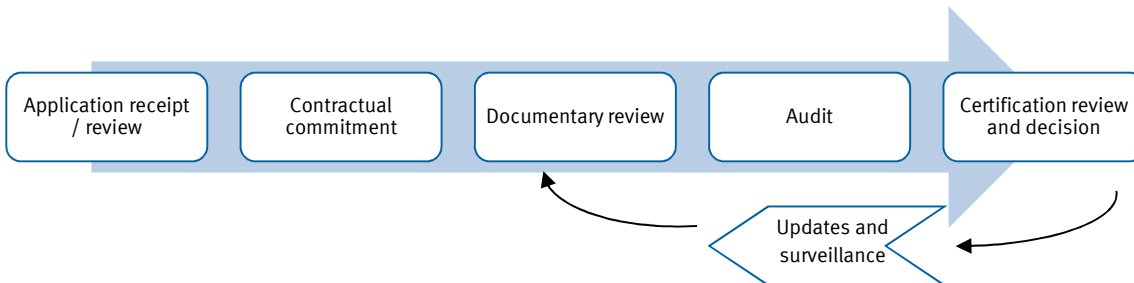 Application receipt
/ review
Contractual
commitment
Documentary review
Audit
Certification review
and decision
Updates and
surveillance